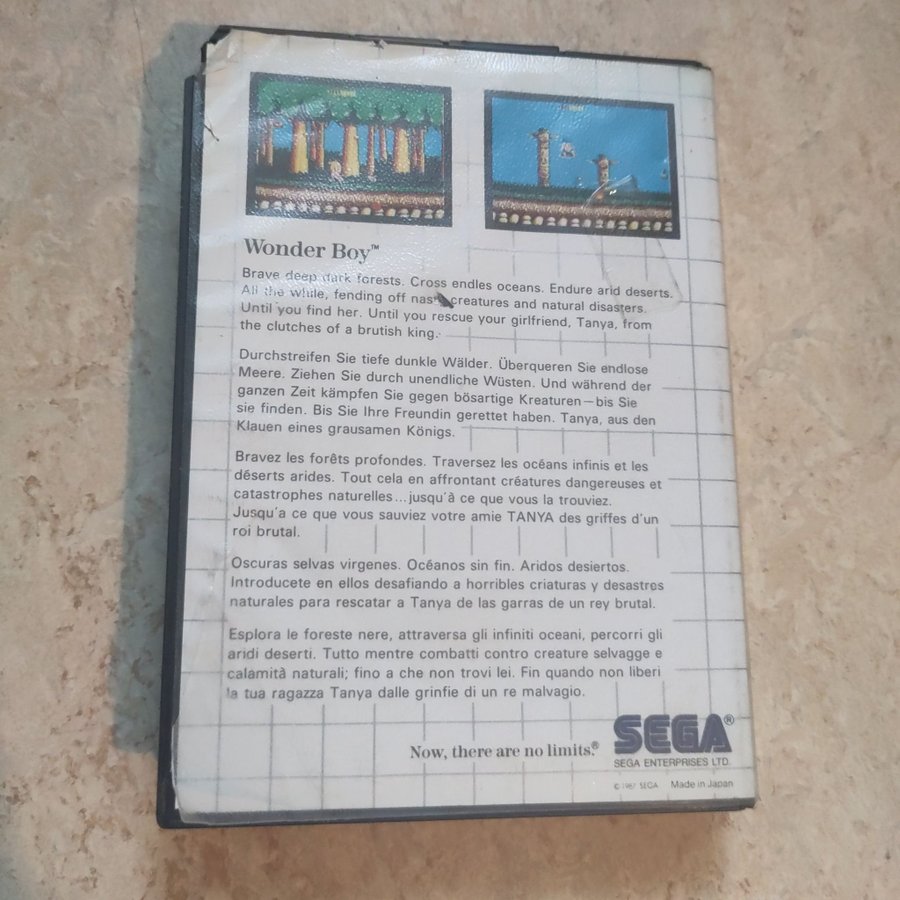 Wonder Boy™
Brave deep dark forests. Cross endles oceans. Endure arid deserts.
All the while, fending off nasty creatures and natural disasters.
Until you find her. Until you rescue your girlfriend, Tanya, from
the clutches of a brutish king.
Durchstreifen Sie tiefe dunkle Wälder. Überqueren Sie endlose
Meere. Ziehen Sie durch unendliche Wüsten. Und während der
ganzen Zeit kämpfen Sie gegen bösartige Kreaturen—bis Sie
sie finden. Bis Sie Ihre Freundin gerettet haben. Tanya, aus den
Klauen eines grausamen Königs.
Bravez les forêts profondes. Traversez les océans infinis et les
déserts arides. Tout cela en affrontant créatures dangereuses et
catastrophes naturelles...jusqu'à ce que vous la trouviez.
Jusqu'a ce que vous sauviez votre amie TANYA des griffes d'un
roi brutal.
Oscuras selvas virgenes. Océanos sin fin. Aridos desiertos.
Introducete en ellos desafiando a horribles criaturas y desastres
naturales para rescatar a Tanya de las garras de un rey brutal.
Esplora le foreste nere, attraversa gli infiniti oceani, percorri gli
aridi deserti. Tutto mentre combatti contro creature selvagge e
calamità naturali; fino a che non trovi lei. Fin quando non liberi
la tua ragazza Tanya dalle grinfie di un re malvagio.
Now, there are no limits.®
SEGA®
SEGA ENTERPRISES LTD.
© 1987 SEGA Made in Japan